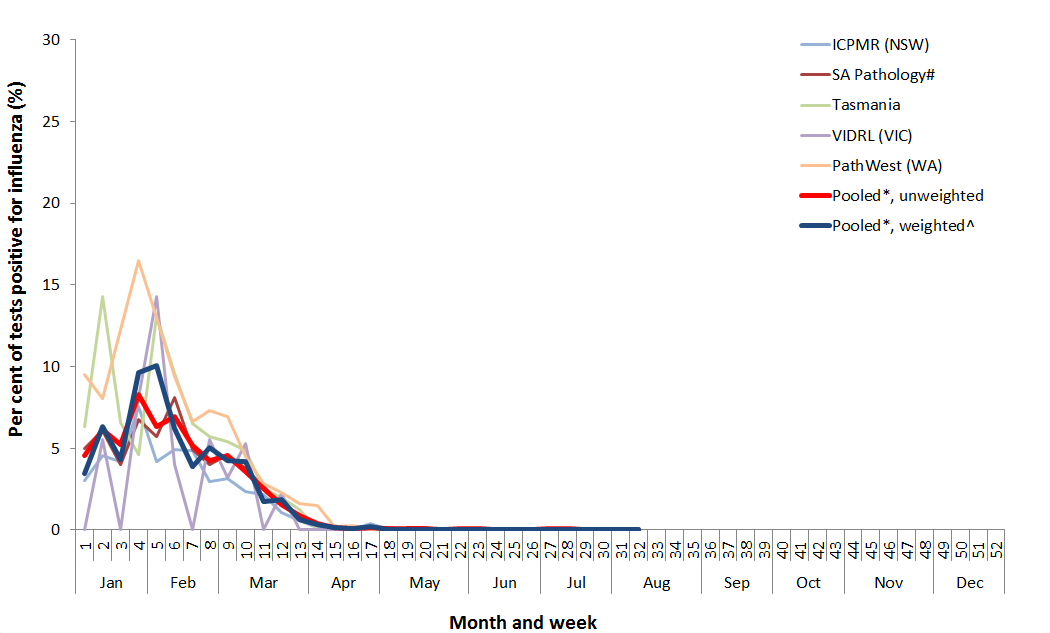 Per cent of tests positive for influenza (%)
30
25
20
15
10
5
0
ICPMR (NSW)
SA Pathology#
Tasmania
VIDRL (VIC)
PathWest (WA)
Pooled*, unweighted
Pooled*, weighted^
1 2 3 4 5 6 7 8 9 10 11 12 13 14 15 16 17 18 19 20 21 22 23 24 25 26 27 28 29 30 31 32 33 34 35 36 37 38 39 40 41 42 43 44 45 46 47 48 49 50 51 52
Jan Feb Mar Apr May Jun Jul Aug Sep Oct Nov Dec
Month and week